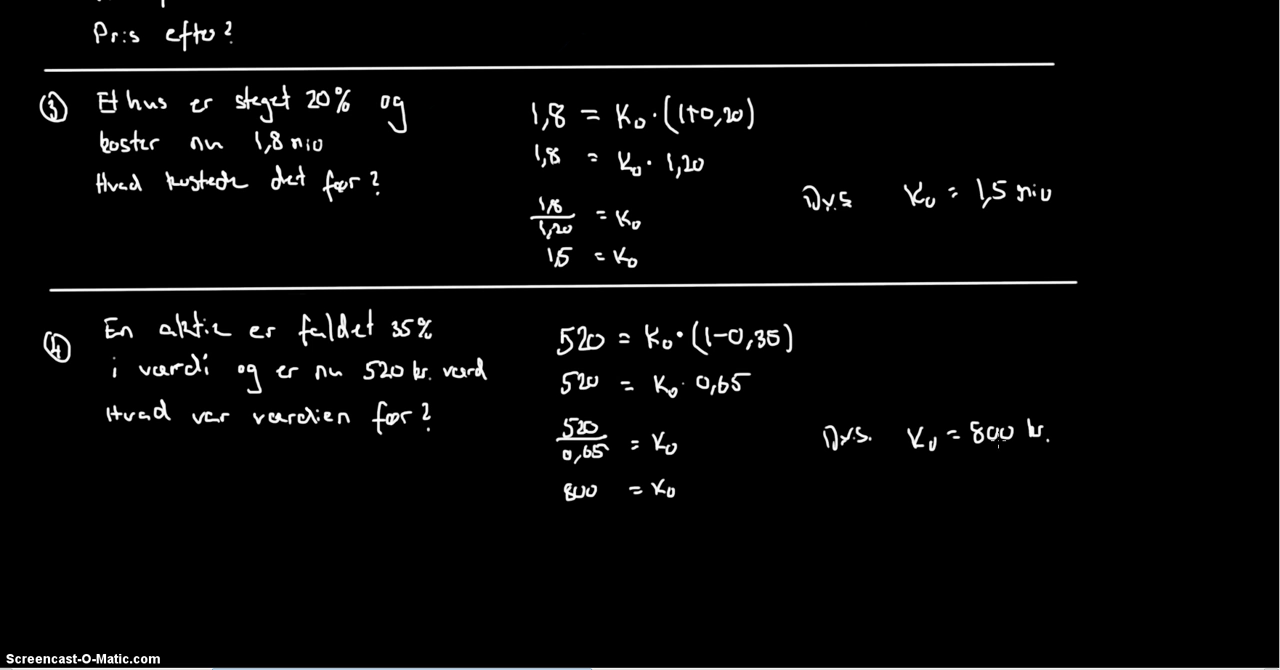 Pris efter?
③ Et hus er steget 20% og
koster nu 1,8 mio
Hvad kostede det før?
1,8 = K₀ · (1+0,20)
1,8 = K₀ · 1,20
1,8/1,20 = K₀
1,5 = K₀
Dvs. K₀ = 1,5 mio
④ En aktie er faldet 35%
i værdi og er nu 520 kr. værd
Hvad var værdien før?
520 = K₀ · (1-0,35)
520 = K₀ · 0,65
520/0,65 = K₀
800 = K₀
Dvs. K₀ = 800 kr.
Screencast-O-Matic.com